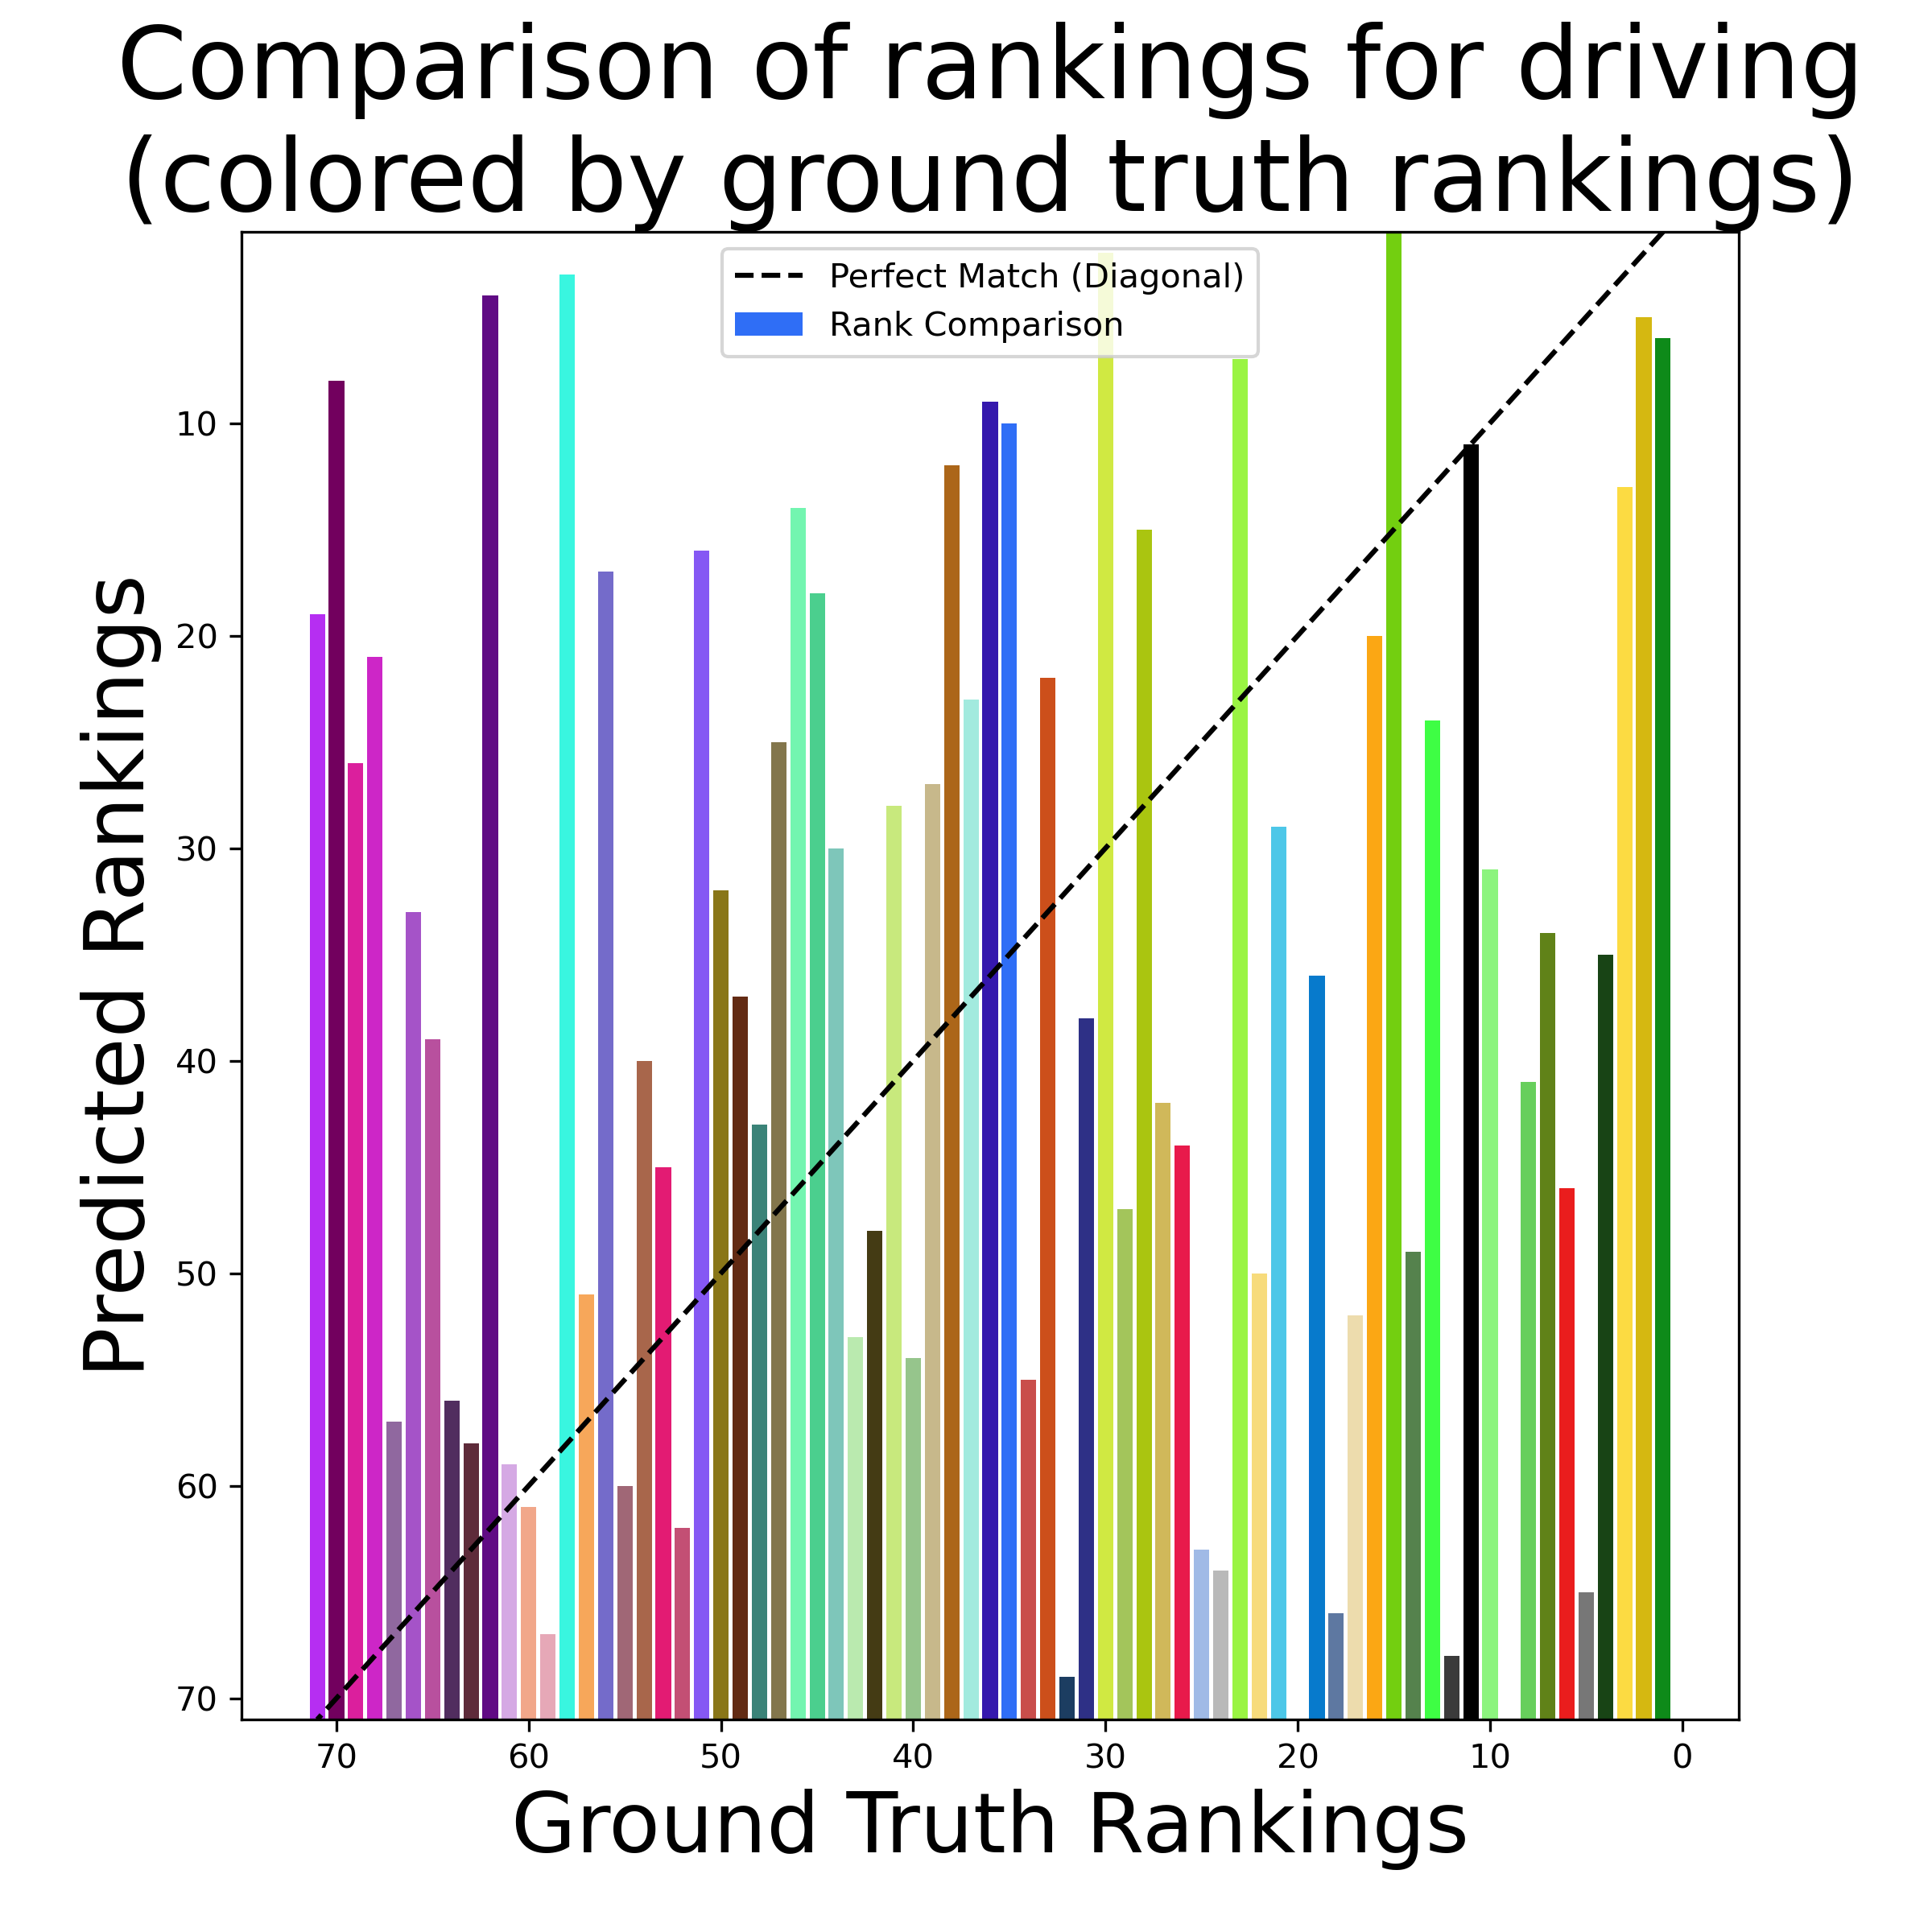 Comparison of rankings for driving
(colored by ground truth rankings)
Perfect Match (Diagonal)
Rank Comparison
Predicted Rankings
10
20
30
40
50
60
70
70 60 50 40 30 20 10 0
Ground Truth Rankings